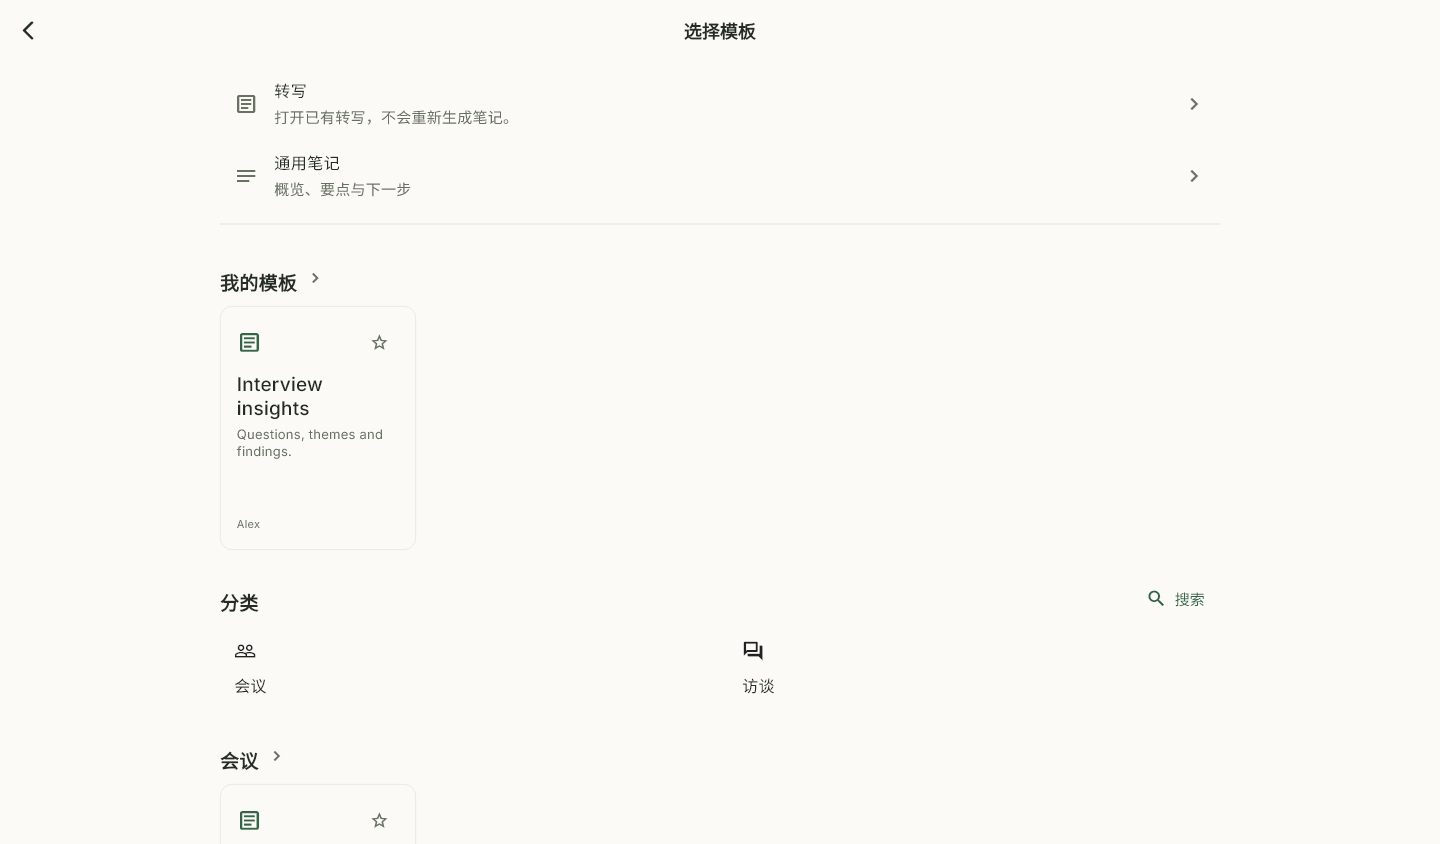 选择模板
转写
打开已有转写，不会重新生成笔记。
通用笔记
概览、要点与下一步
我的模板
Interview
insights
Questions, themes and
findings.
Alex
分类
搜索
会议
访谈
会议